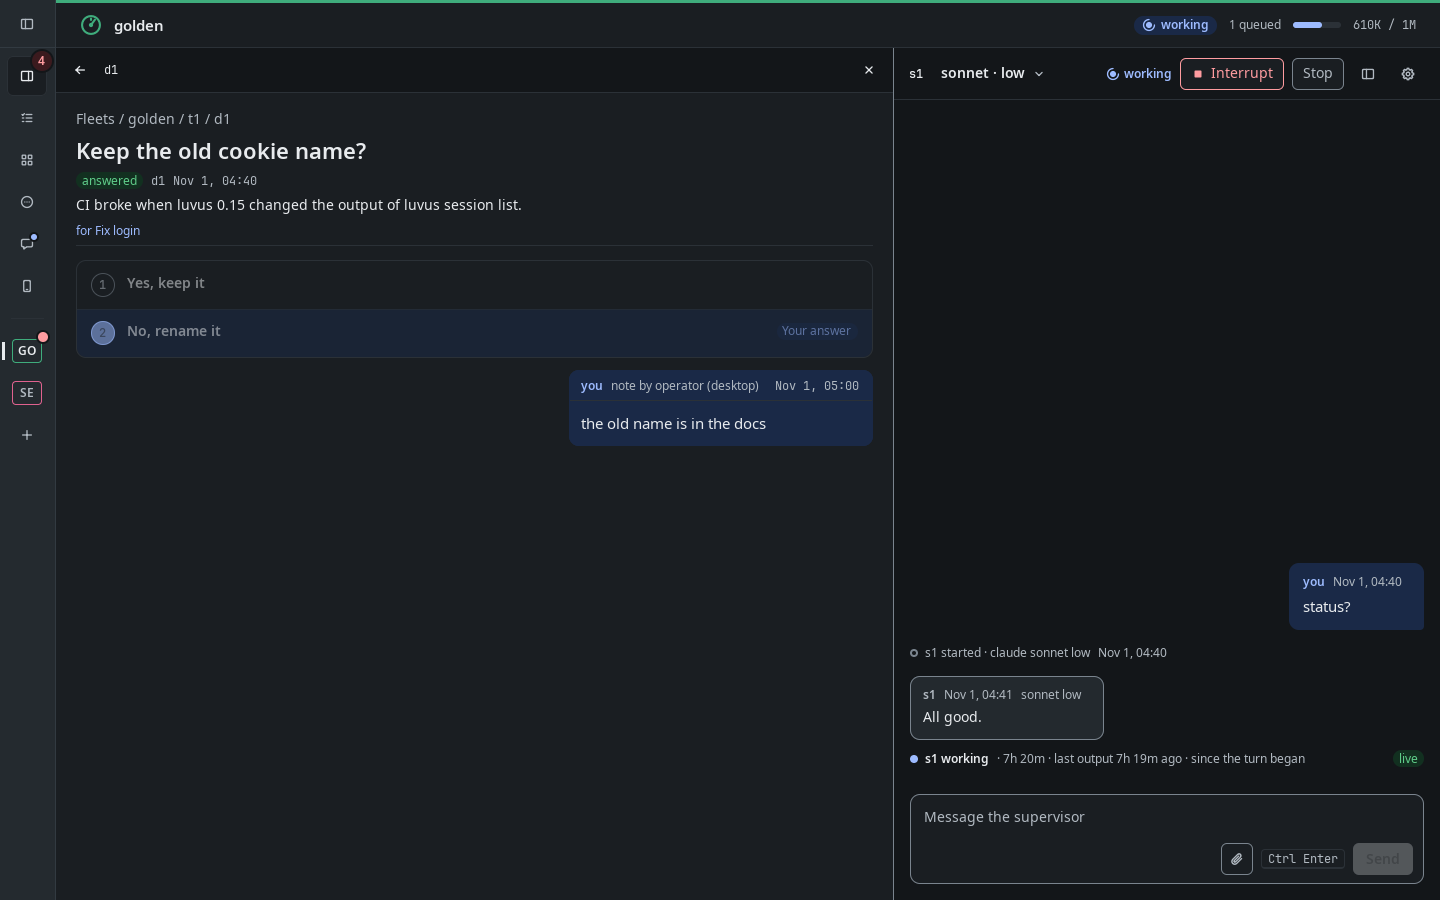 golden
working
1 queued
610K / 1M
4
d1
Fleets / golden / t1 / d1
Keep the old cookie name?
answered d1 Nov 1, 04:40
CI broke when luvus 0.15 changed the output of luvus session list.
for Fix login
1 Yes, keep it
2 No, rename it Your answer
you note by operator (desktop) Nov 1, 05:00
the old name is in the docs
GO
SE
s1 sonnet · low
working
Interrupt
Stop
you Nov 1, 04:40
status?
s1 started · claude sonnet low Nov 1, 04:40
s1 Nov 1, 04:41 sonnet low
All good.
s1 working · 7h 20m · last output 7h 19m ago · since the turn began live
Message the supervisor
Ctrl Enter
Send